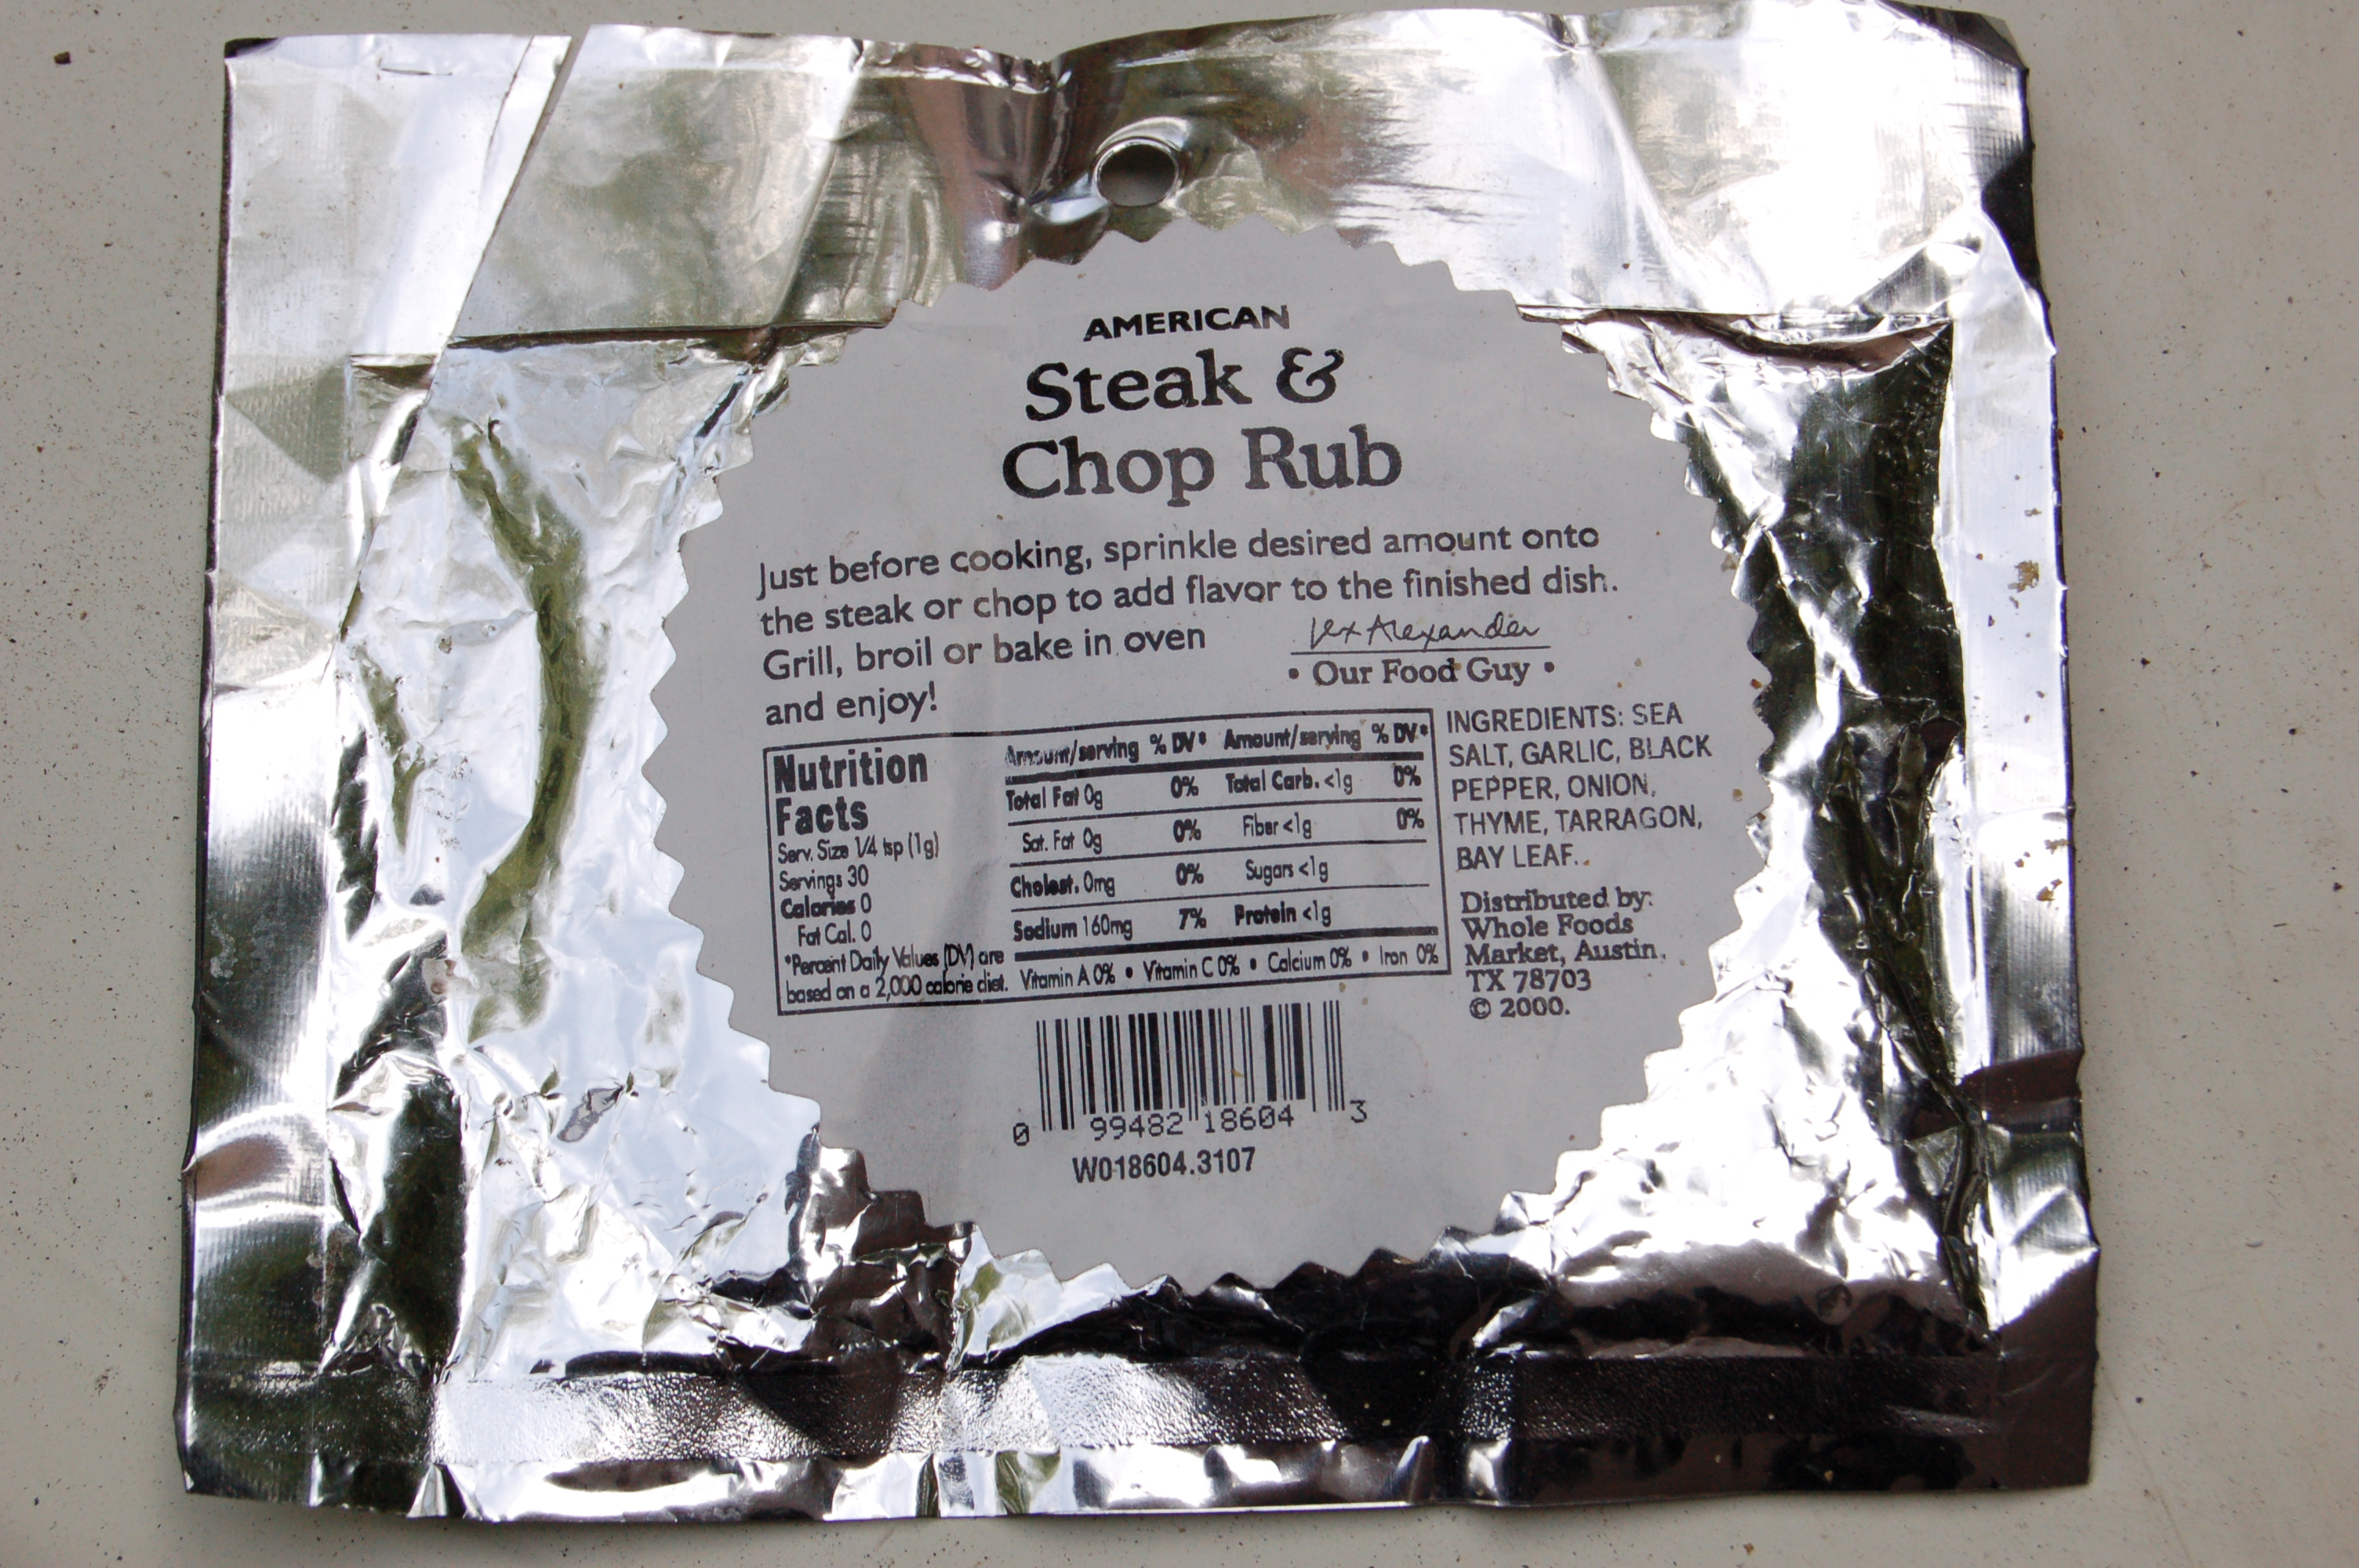 AMERICAN
Steak &
Chop Rub
Just before cooking, sprinkle desired amount onto
the steak or chop to add flavor to the finished dish.
Grill, broil or bake in oven
and enjoy!
Lex Alexander
• Our Food Guy •
Nutrition
Facts
Serv. Size 1/4 tsp (1g)
Servings 30
Calories 0
Fat Cal. 0
*Percent Daily Values (DV) are
based on a 2,000 calorie diet.
Amount/serving % DV* Amount/serving % DV*
Total Fat 0g 0% Total Carb. <1g 0%
Sat. Fat 0g 0% Fiber <1g 0%
Cholest. 0mg 0% Sugars <1g
Sodium 160mg 7% Protein <1g
Vitamin A 0% • Vitamin C 0% • Calcium 0% • Iron 0%
INGREDIENTS: SEA
SALT, GARLIC, BLACK
PEPPER, ONION,
THYME, TARRAGON,
BAY LEAF.
Distributed by:
Whole Foods
Market, Austin,
TX 78703
© 2000.
0 99482 18604 3
W018604.3107